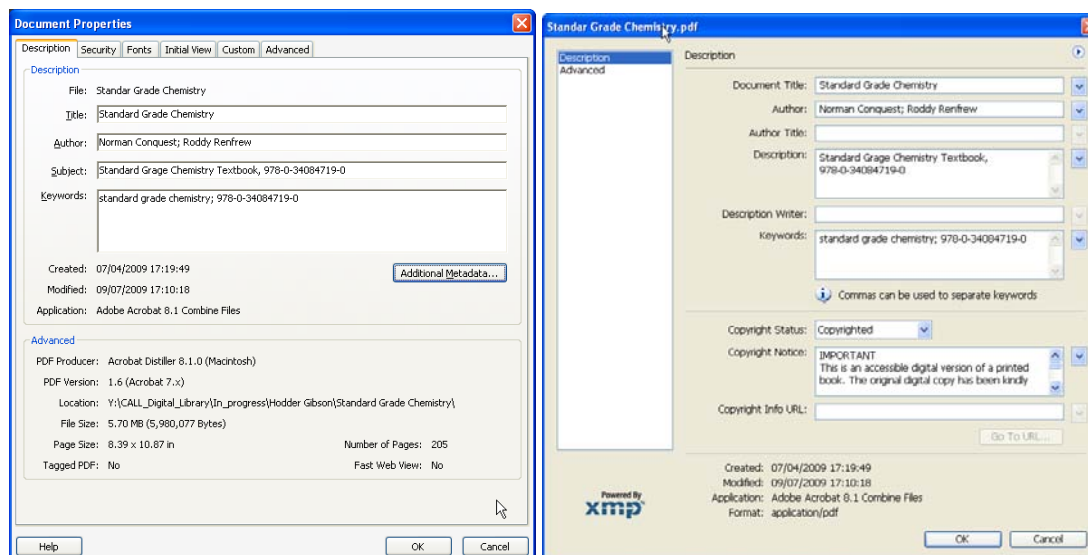 Document Properties
Description Security Fonts Initial View Custom Advanced
Description
File: Standar Grade Chemistry
Title: Standard Grade Chemistry
Author: Norman Conquest; Roddy Renfrew
Subject: Standard Grage Chemistry Textbook, 978-0-34084719-0
Keywords: standard grade chemistry; 978-0-34084719-0
Created: 07/04/2009 17:19:49
Additional Metadata...
Modified: 09/07/2009 17:10:18
Application: Adobe Acrobat 8.1 Combine Files
Advanced
PDF Producer: Acrobat Distiller 8.1.0 (Macintosh)
PDF Version: 1.6 (Acrobat 7.x)
Location: Y:\CALL_Digital_Library\In_progress\Hodder Gibson\Standard Grade Chemistry\
File Size: 5.70 MB (5,980,077 Bytes)
Page Size: 8.39 x 10.87 in Number of Pages: 205
Tagged PDF: No Fast Web View: No
Help OK Cancel
Standar Grade Chemistry.pdf
Description
Advanced
Description
Document Title: Standard Grade Chemistry
Author: Norman Conquest; Roddy Renfrew
Author Title:
Description: Standard Grage Chemistry Textbook,
978-0-34084719-0
Description Writer:
Keywords: standard grade chemistry; 978-0-34084719-0
Commas can be used to separate keywords
Copyright Status: Copyrighted
Copyright Notice: IMPORTANT
This is an accessible digital version of a printed
book. The original digital copy has been kindly
Copyright Info URL:
Go To URL...
Created: 07/04/2009 17:19:49
Modified: 09/07/2009 17:10:18
Application: Adobe Acrobat 8.1 Combine Files
Format: application/pdf
Powered By
xmp
OK Cancel